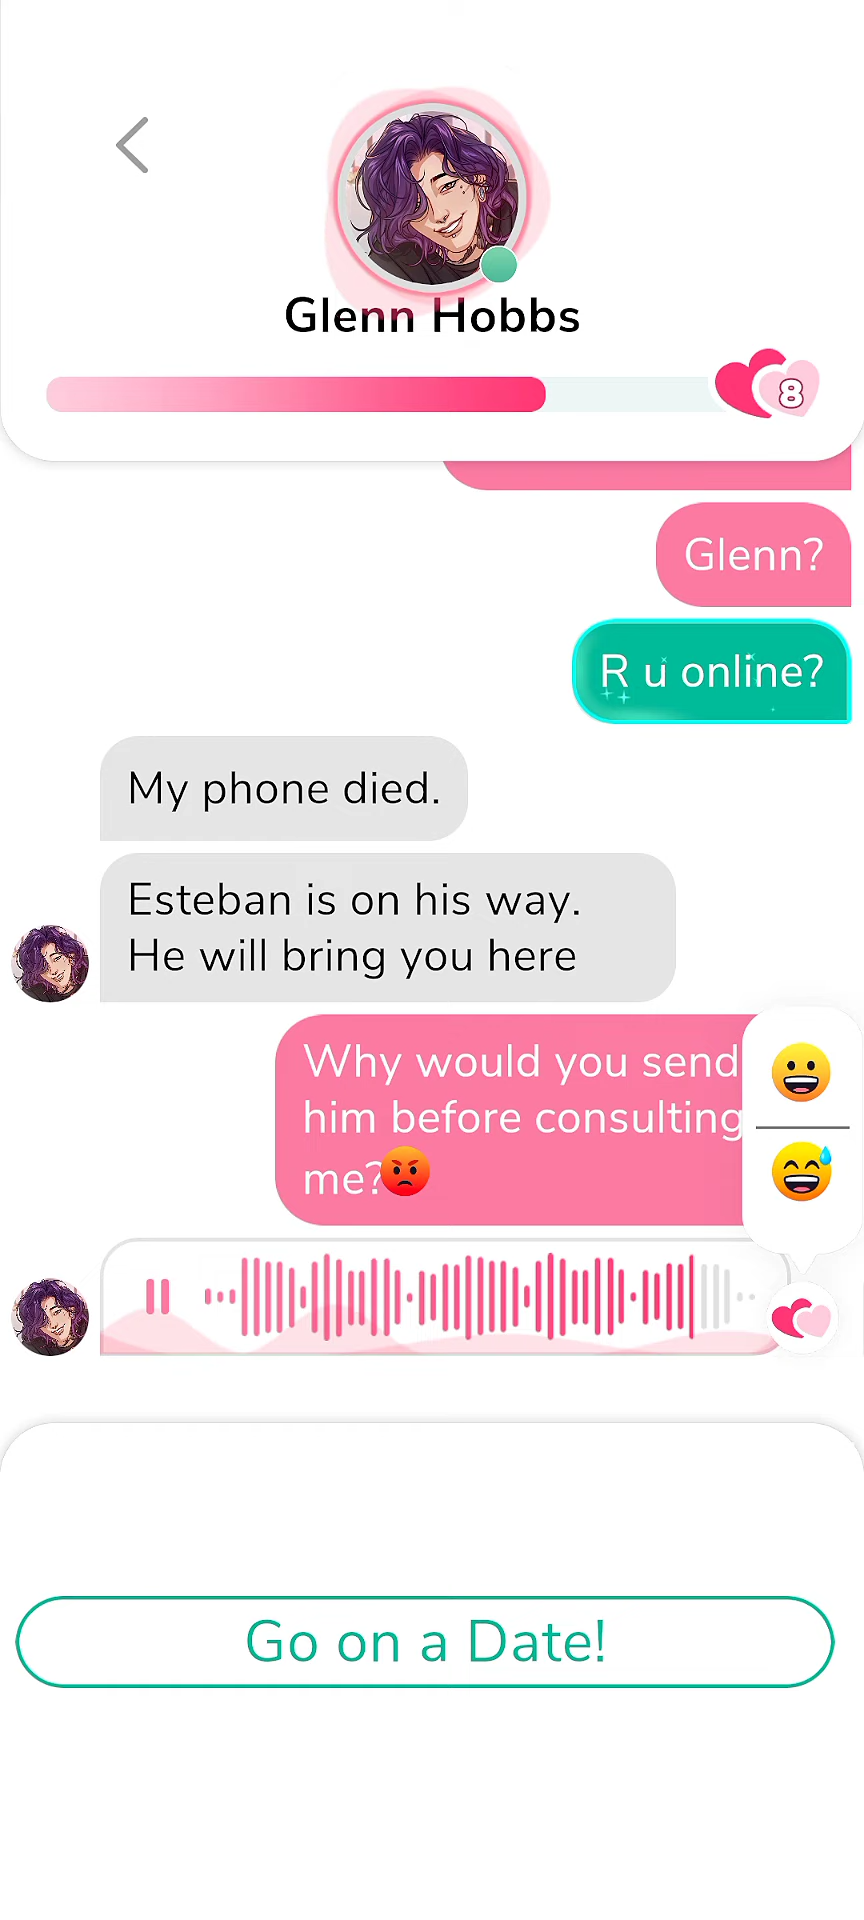 Glenn Hobbs
8
Glenn?
R u online?
My phone died.
Esteban is on his way.
He will bring you here
Why would you send
him before consulting
me?😡
Go on a Date!